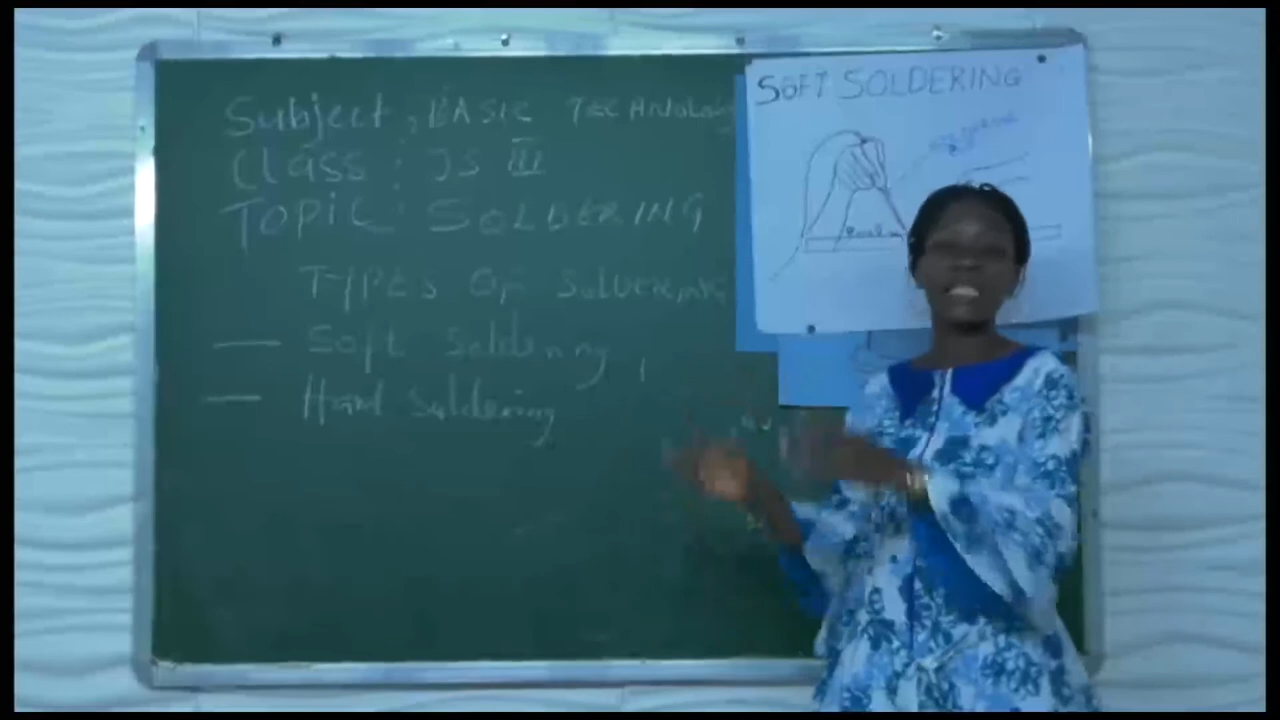 Subject: BASIC TECHNOLOGY
Class: JS III
TOPIC: SOLDERING
TYPES OF SOLDERING
— Soft Soldering,
— Hard Soldering
SOFT SOLDERING